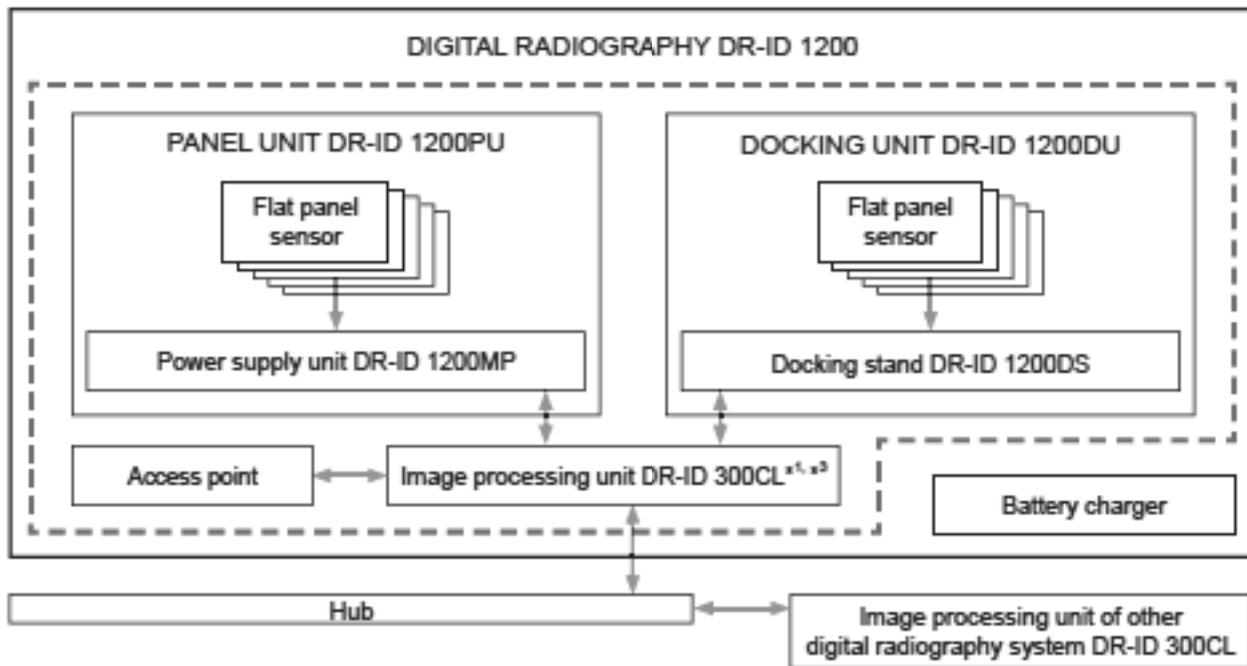 DIGITAL RADIOGRAPHY DR-ID 1200
PANEL UNIT DR-ID 1200PU
Flat panel
sensor
Power supply unit DR-ID 1200MP
DOCKING UNIT DR-ID 1200DU
Flat panel
sensor
Docking stand DR-ID 1200DS
Access point
Image processing unit DR-ID 300CLx1, x3
Battery charger
Hub
Image processing unit of other
digital radiography system DR-ID 300CL